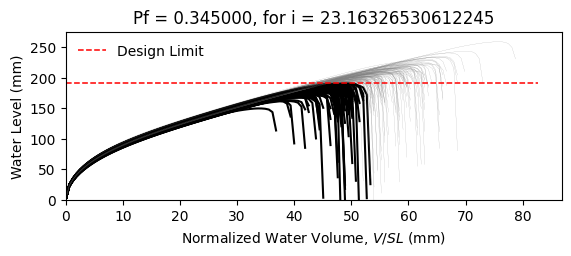 Pf = 0.345000, for i = 23.16326530612245
Design Limit
Water Level (mm)
250
200
150
100
50
0
0 10 20 30 40 50 60 70 80
Normalized Water Volume, V/SL (mm)